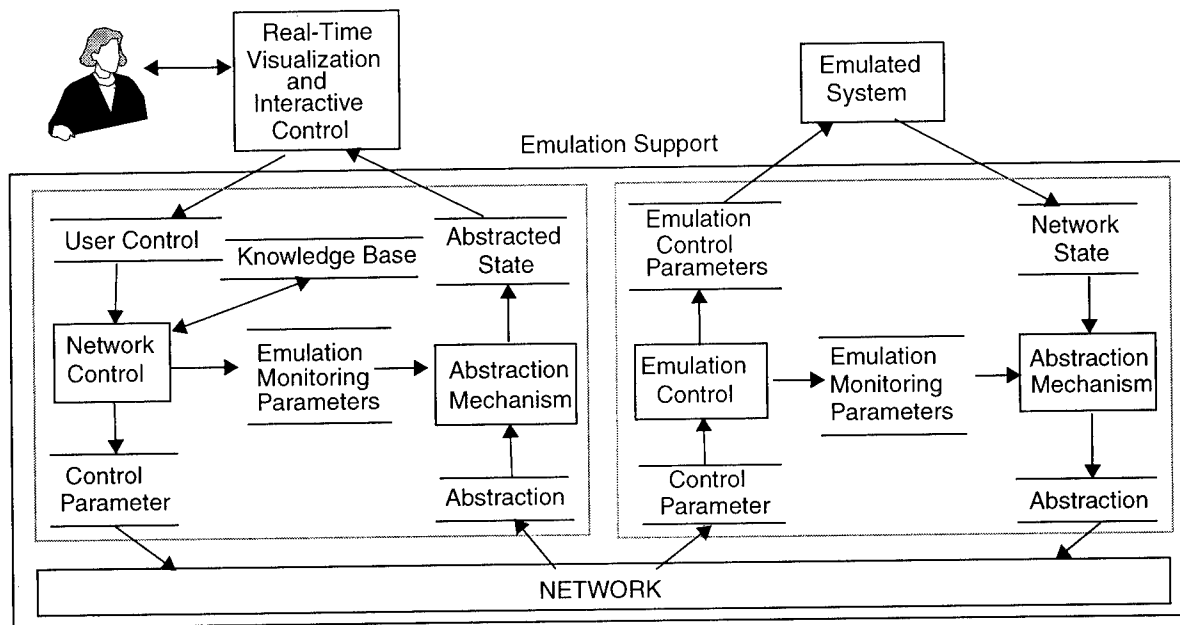 Real-Time
Visualization
and
Interactive
Control
Emulated
System
Emulation Support
User Control
Knowledge Base
Abstracted
State
Network
Control
Emulation
Monitoring
Parameters
Abstraction
Mechanism
Control
Parameter
Abstraction
Emulation
Control
Parameters
Network
State
Emulation
Control
Emulation
Monitoring
Parameters
Abstraction
Mechanism
Control
Parameter
Abstraction
NETWORK